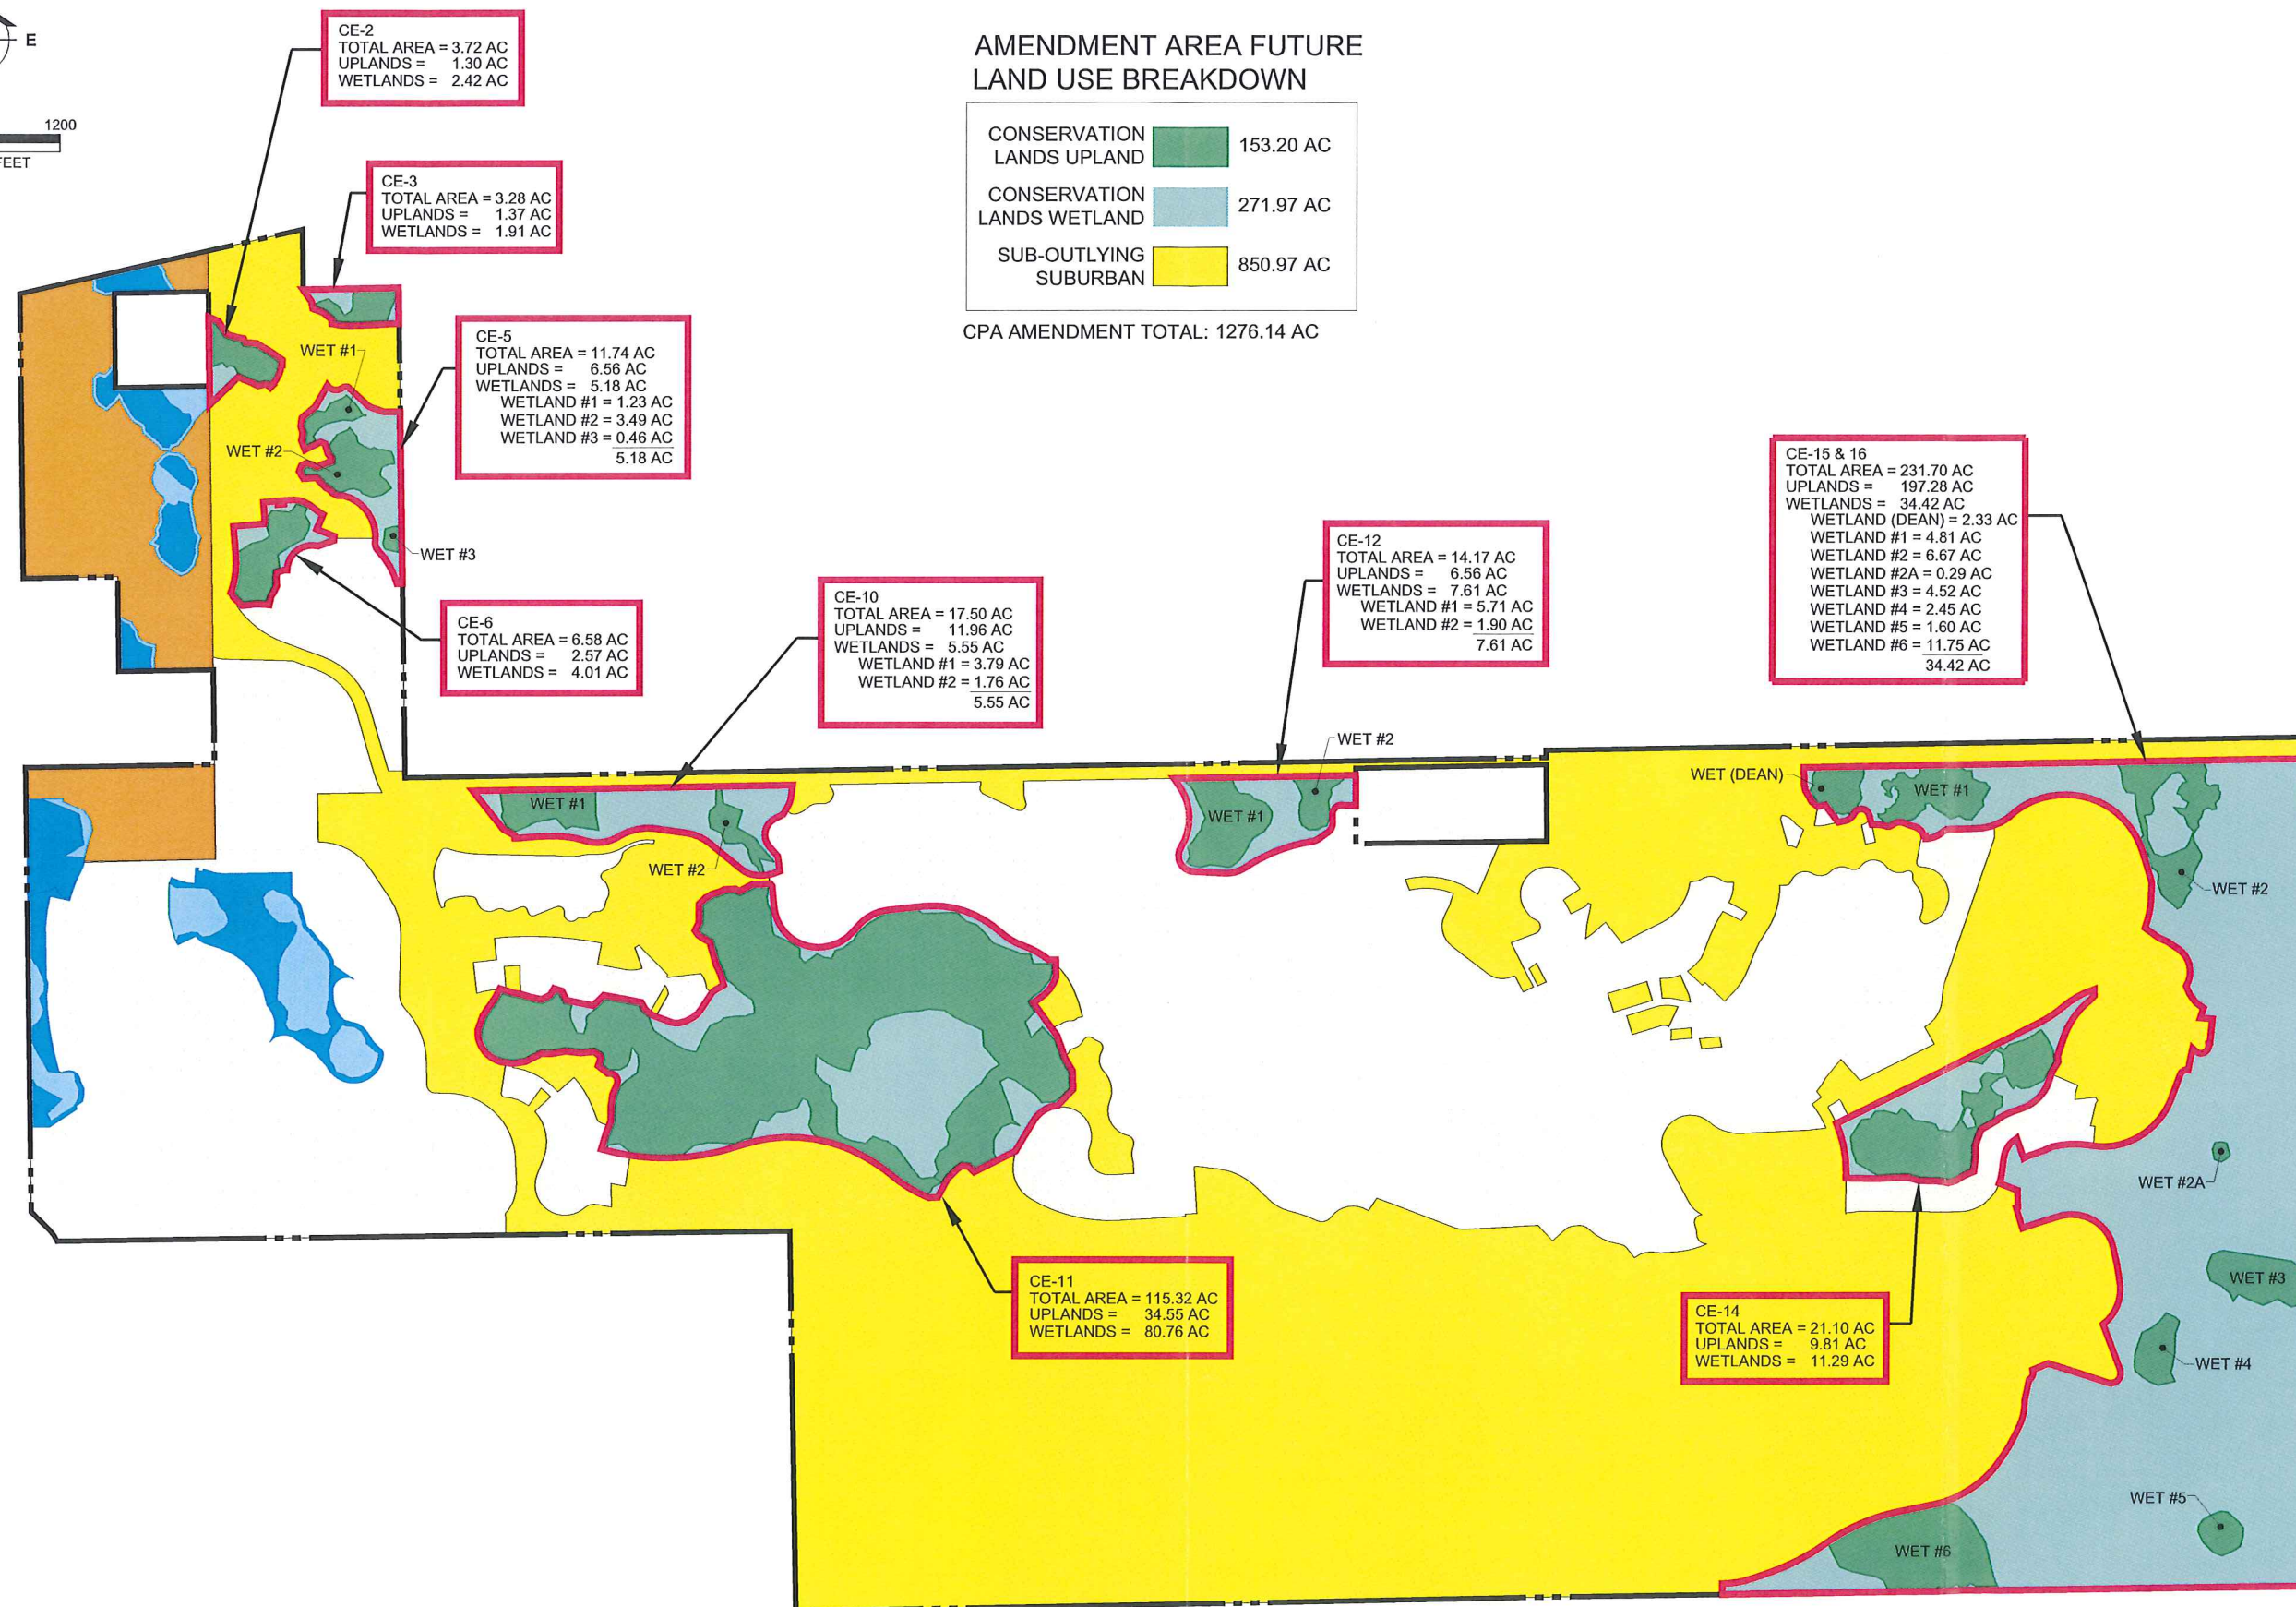 E
1200
FEET
CE-2
TOTAL AREA = 3.72 AC
UPLANDS = 1.30 AC
WETLANDS = 2.42 AC
AMENDMENT AREA FUTURE
LAND USE BREAKDOWN
CONSERVATION
LANDS UPLAND
153.20 AC
CONSERVATION
LANDS WETLAND
271.97 AC
SUB-OUTLYING
SUBURBAN
850.97 AC
CPA AMENDMENT TOTAL: 1276.14 AC
CE-3
TOTAL AREA = 3.28 AC
UPLANDS = 1.37 AC
WETLANDS = 1.91 AC
CE-5
TOTAL AREA = 11.74 AC
UPLANDS = 6.56 AC
WETLANDS = 5.18 AC
WETLAND #1 = 1.23 AC
WETLAND #2 = 3.49 AC
WETLAND #3 = 0.46 AC
5.18 AC
WET #1
WET #2
WET #3
CE-6
TOTAL AREA = 6.58 AC
UPLANDS = 2.57 AC
WETLANDS = 4.01 AC
CE-10
TOTAL AREA = 17.50 AC
UPLANDS = 11.96 AC
WETLANDS = 5.55 AC
WETLAND #1 = 3.79 AC
WETLAND #2 = 1.76 AC
5.55 AC
CE-12
TOTAL AREA = 14.17 AC
UPLANDS = 6.56 AC
WETLANDS = 7.61 AC
WETLAND #1 = 5.71 AC
WETLAND #2 = 1.90 AC
7.61 AC
CE-15 & 16
TOTAL AREA = 231.70 AC
UPLANDS = 197.28 AC
WETLANDS = 34.42 AC
WETLAND (DEAN) = 2.33 AC
WETLAND #1 = 4.81 AC
WETLAND #2 = 6.67 AC
WETLAND #2A = 0.29 AC
WETLAND #3 = 4.52 AC
WETLAND #4 = 2.45 AC
WETLAND #5 = 1.60 AC
WETLAND #6 = 11.75 AC
34.42 AC
WET #1
WET #2
WET #2
WET #1
WET (DEAN)
WET #1
WET #2
WET #2A
WET #3
WET #4
WET #5
WET #6
CE-11
TOTAL AREA = 115.32 AC
UPLANDS = 34.55 AC
WETLANDS = 80.76 AC
CE-14
TOTAL AREA = 21.10 AC
UPLANDS = 9.81 AC
WETLANDS = 11.29 AC